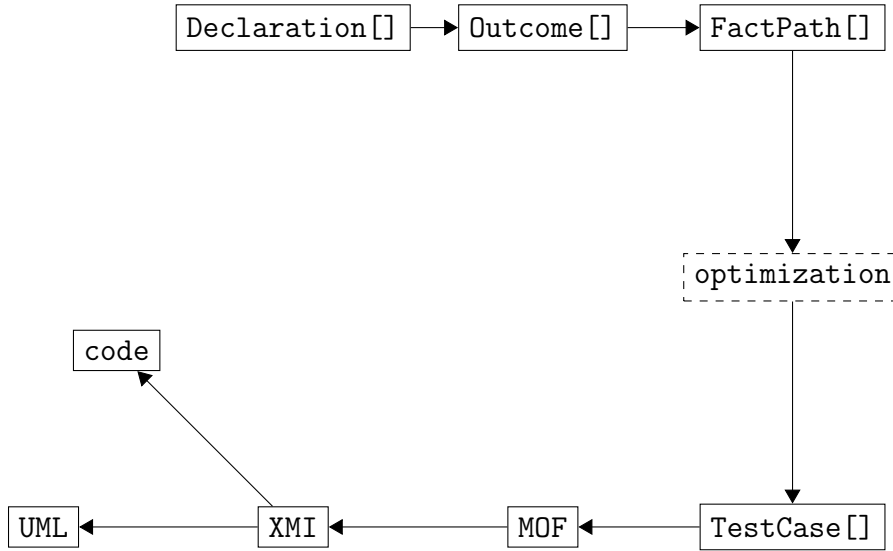 Declaration[]
Outcome[]
FactPath[]
optimization
code
UML
XMI
MOF
TestCase[]